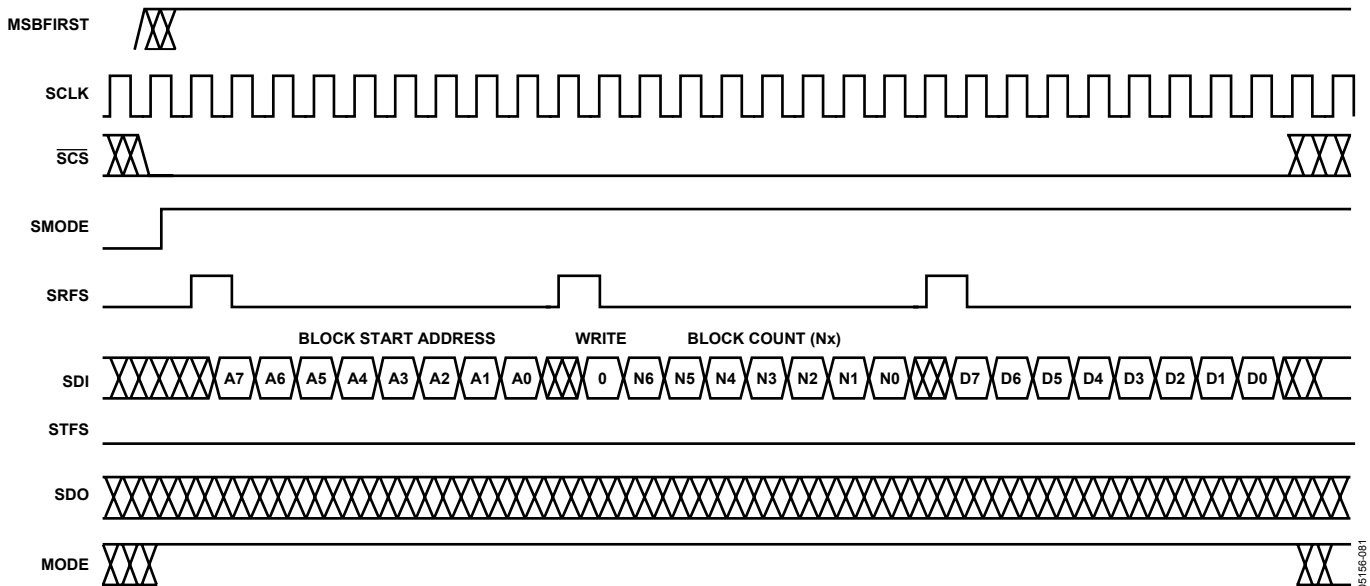 MSBFIRST
SCLK
SCS
SMODE
SRFS
BLOCK START ADDRESS WRITE BLOCK COUNT (Nx)
SDI A7 A6 A5 A4 A3 A2 A1 A0 0 N6 N5 N4 N3 N2 N1 N0 D7 D6 D5 D4 D3 D2 D1 D0
STFS
SDO
MODE
05156-081